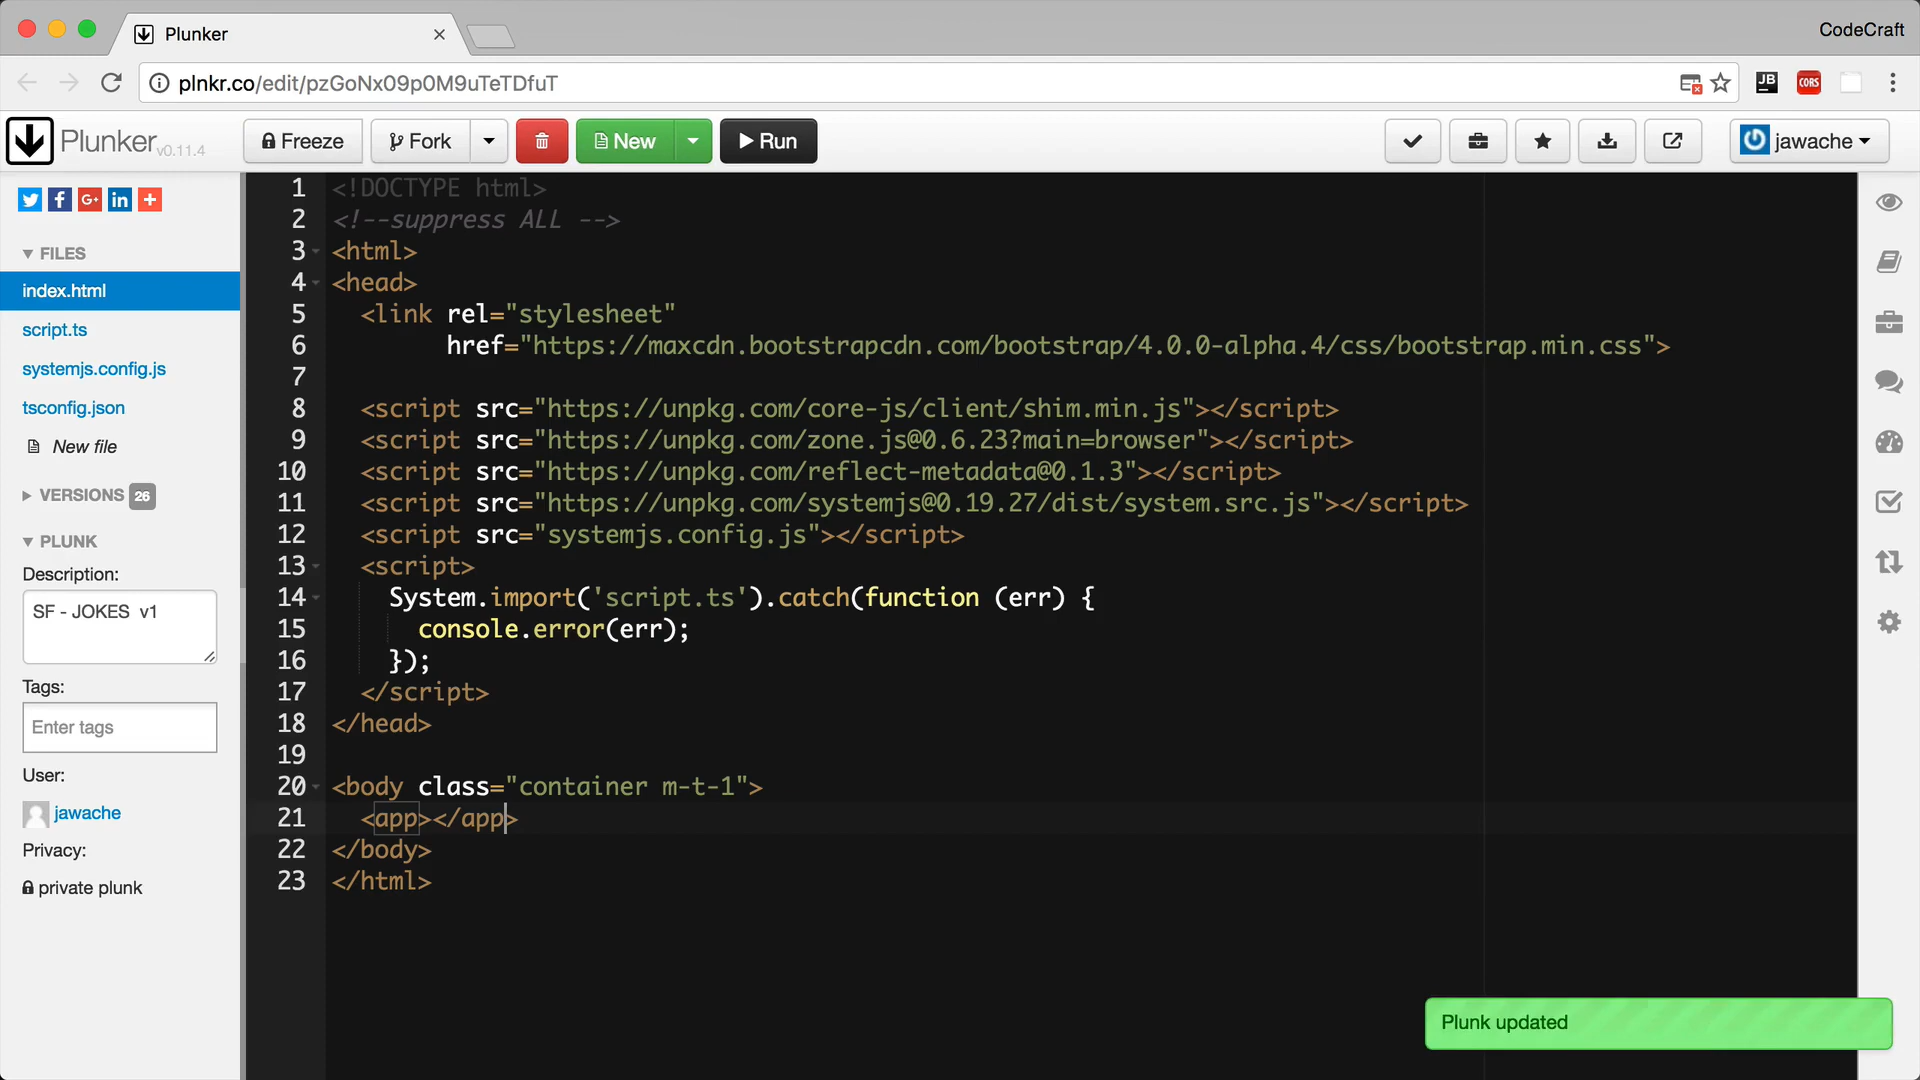 Plunker
CodeCraft
plnkr.co/edit/pzGoNx09p0M9uTeTDfuT
JB
CORS
Plunker v0.11.4
Freeze
Fork
New
Run
jawache
FILES
index.html
script.ts
systemjs.config.js
tsconfig.json
New file
VERSIONS 26
PLUNK
Description:
SF - JOKES v1
Tags:
Enter tags
User:
jawache
Privacy:
private plunk
1 <!DOCTYPE html>
2 <!--suppress ALL -->
3 <html>
4 <head>
5 <link rel="stylesheet"
6 href="https://maxcdn.bootstrapcdn.com/bootstrap/4.0.0-alpha.4/css/bootstrap.min.css">
7
8 <script src="https://unpkg.com/core-js/client/shim.min.js"></script>
9 <script src="https://unpkg.com/zone.js@0.6.23?main=browser"></script>
10 <script src="https://unpkg.com/reflect-metadata@0.1.3"></script>
11 <script src="https://unpkg.com/systemjs@0.19.27/dist/system.src.js"></script>
12 <script src="systemjs.config.js"></script>
13 <script>
14 System.import('script.ts').catch(function (err) {
15 console.error(err);
16 });
17 </script>
18 </head>
19
20 <body class="container m-t-1">
21 <app></app>
22 </body>
23 </html>
Plunk updated